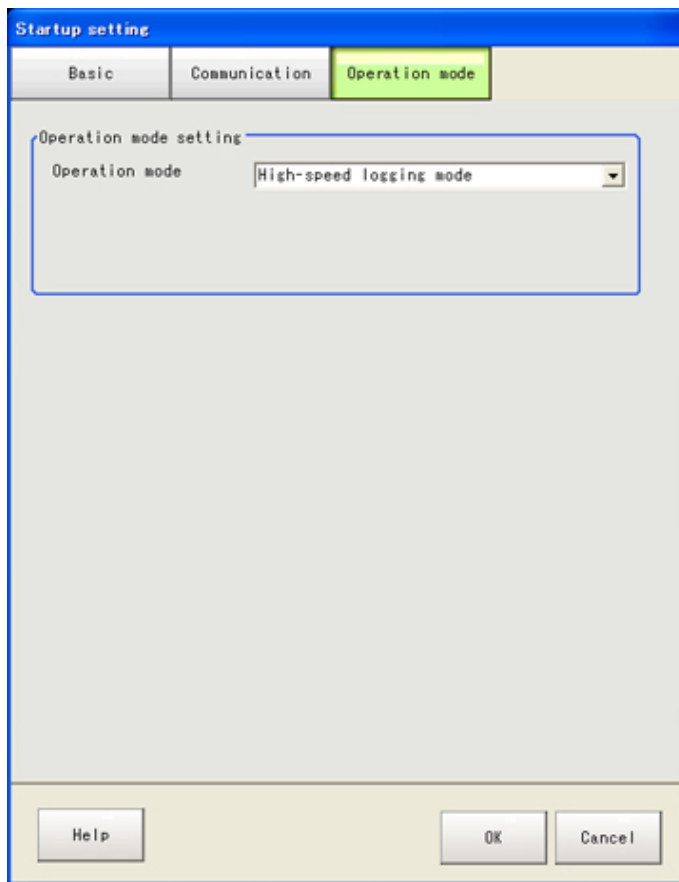 Startup setting
Basic Communication Operation mode
Operation mode setting
Operation mode High-speed logging mode
Help OK Cancel